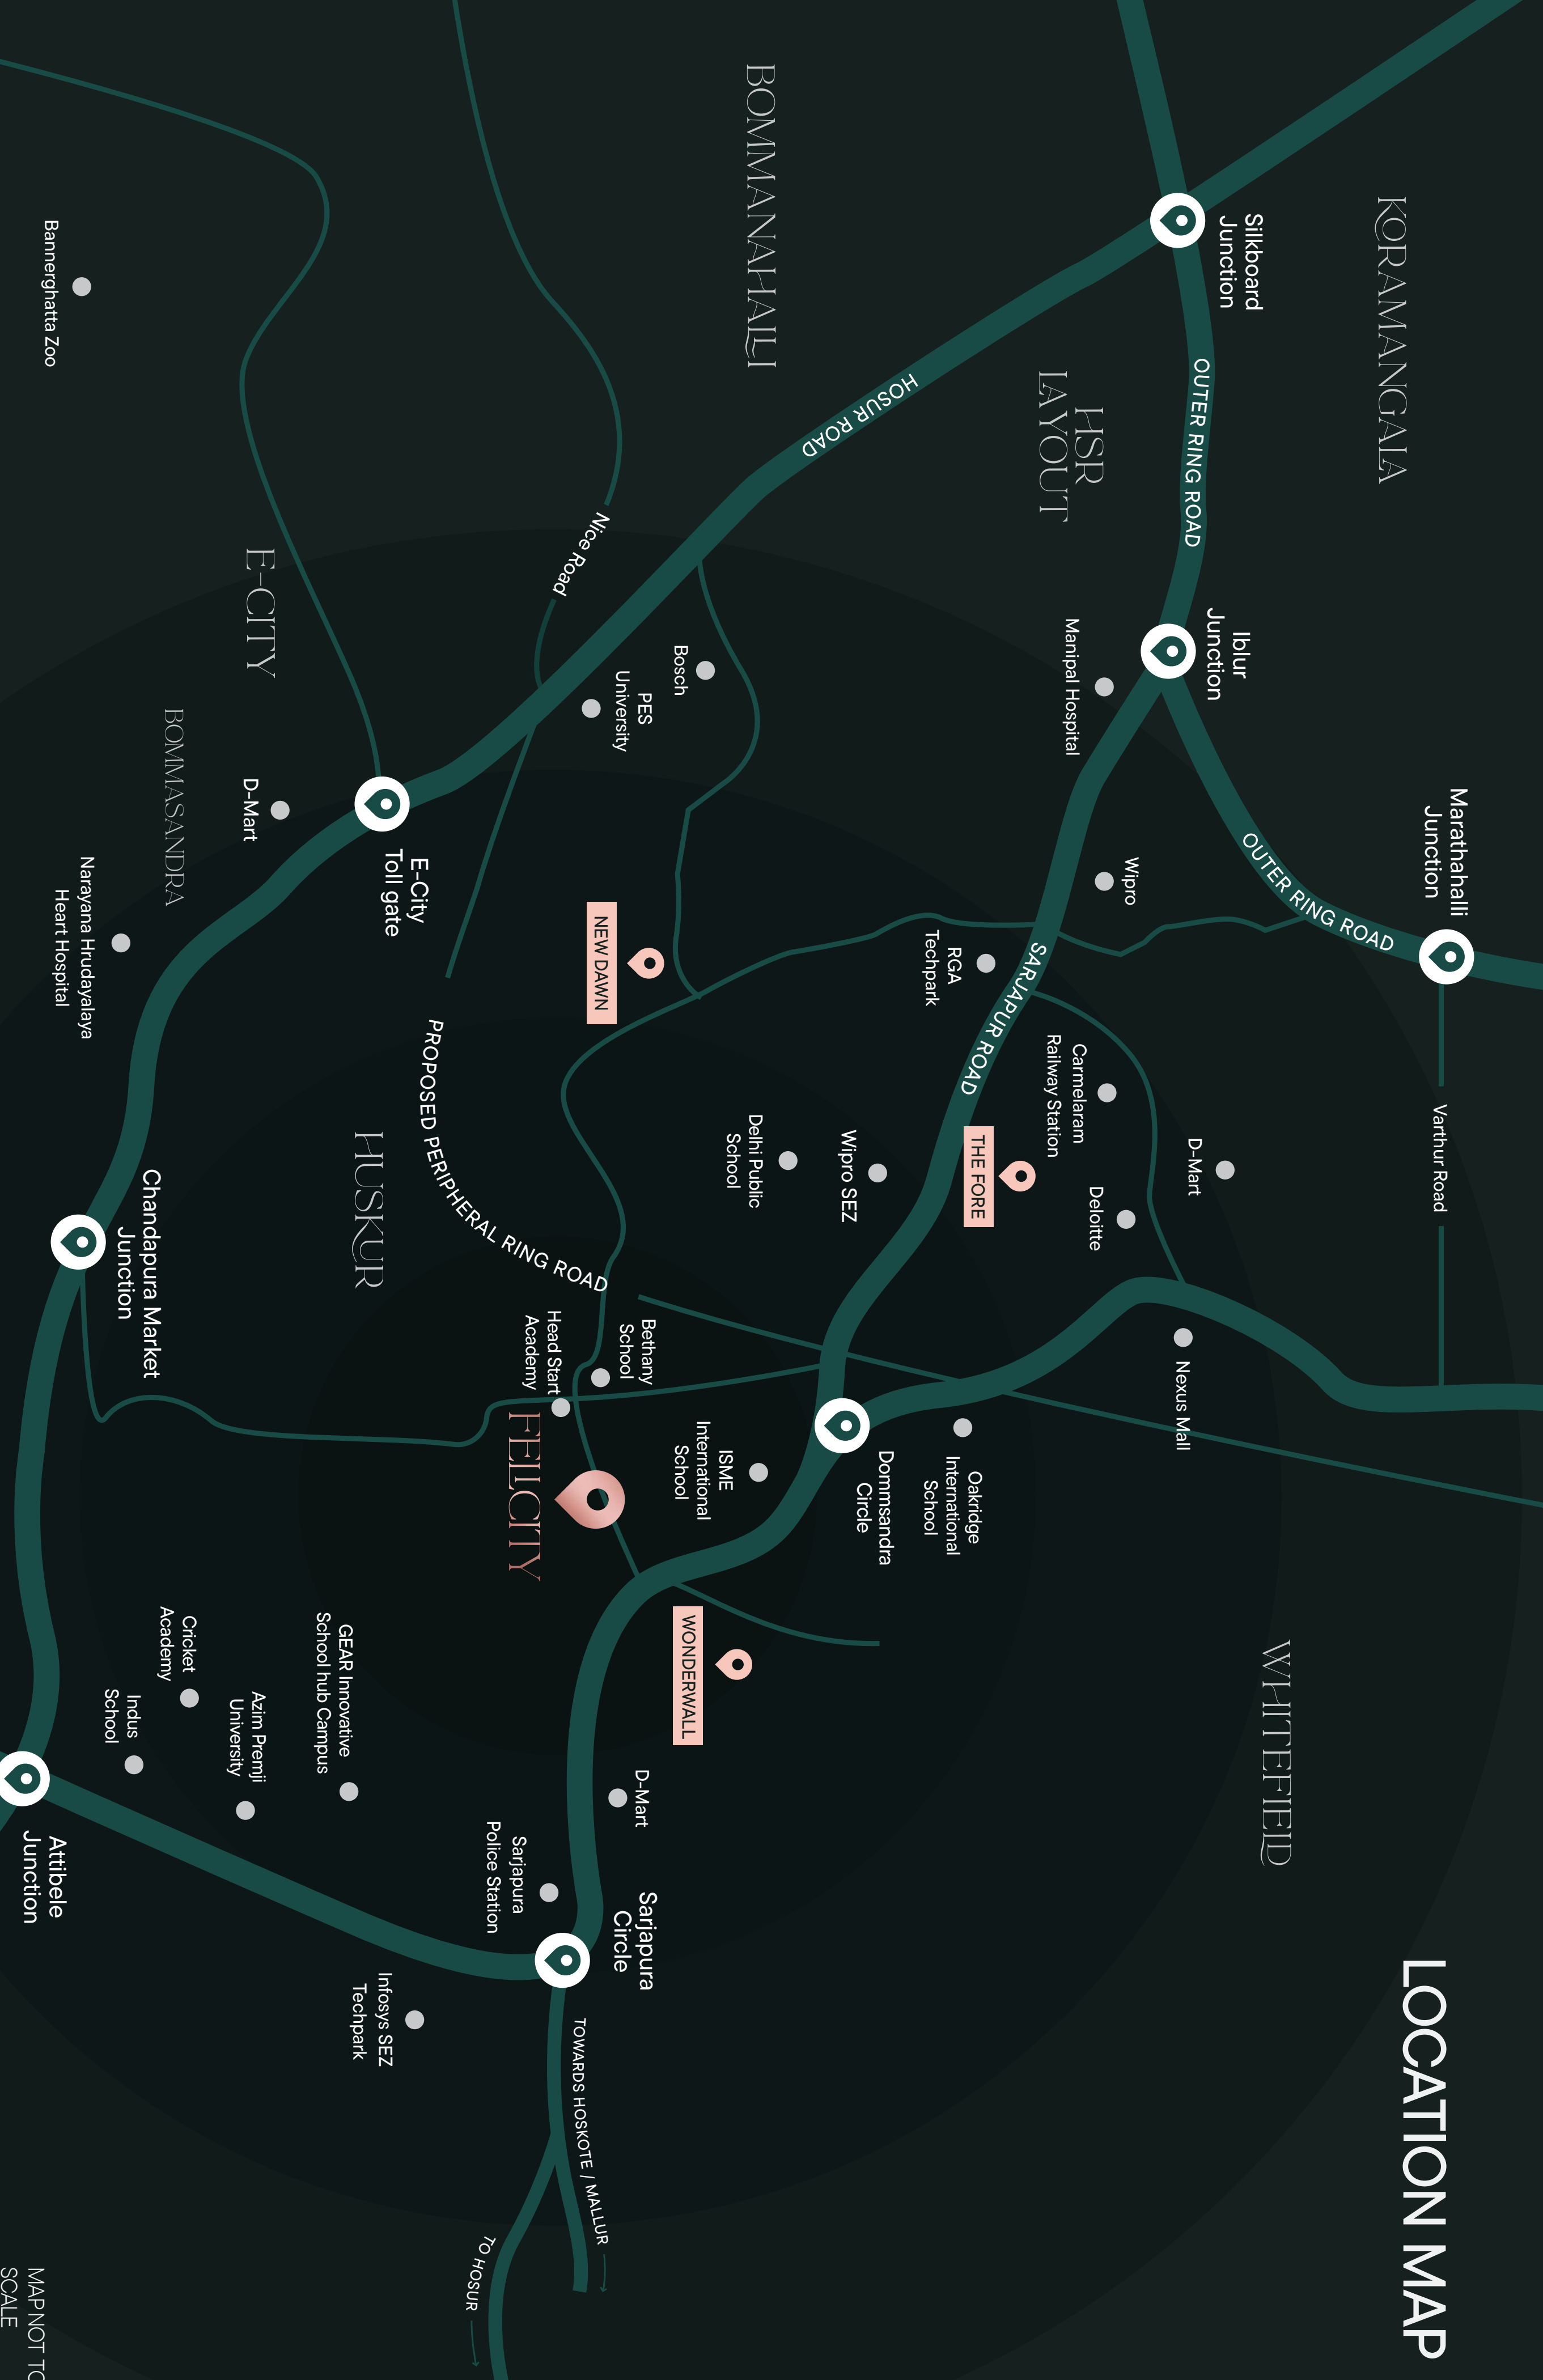 LOCATION MAP
KORAMANGALA
Silkboard
Junction
OUTER RING ROAD
HSR
LAYOUT
Iblur
Junction
Manipal Hospital
Marathahalli
Junction
OUTER RING ROAD
Varthur Road
Wipro
RGA
Techpark
SARJAPUR ROAD
Carmelaram
Railway Station
D-Mart
Deloitte
THE FORE
Nexus Mall
Wipro SEZ
Delhi Public
School
WHITEFIELD
Oakridge
International
School
Dommsandra
Circle
ISME
International
School
BOMMANAHALLI
HOSUR ROAD
Nice Road
Bosch
PES
University
NEW DAWN
E-CITY
BOMMASANDRA
D-Mart
E-City
Toll gate
Bannerghatta Zoo
Narayana Hrudayalaya
Heart Hospital
PROPOSED PERIPHERAL RING ROAD
HUSKUR
Bethany
School
Head Start
Academy
FELICITY
WONDERWALL
Chandapura Market
Junction
D-Mart
Sarjapura
Police Station
Sarjapura
Circle
GEAR Innovative
School hub Campus
Azim Premji
University
Cricket
Academy
Indus
School
Attibele
Junction
Infosys SEZ
Techpark
TOWARDS HOSKOTE / MALLUR
TO HOSUR
MAP NOT TO
SCALE